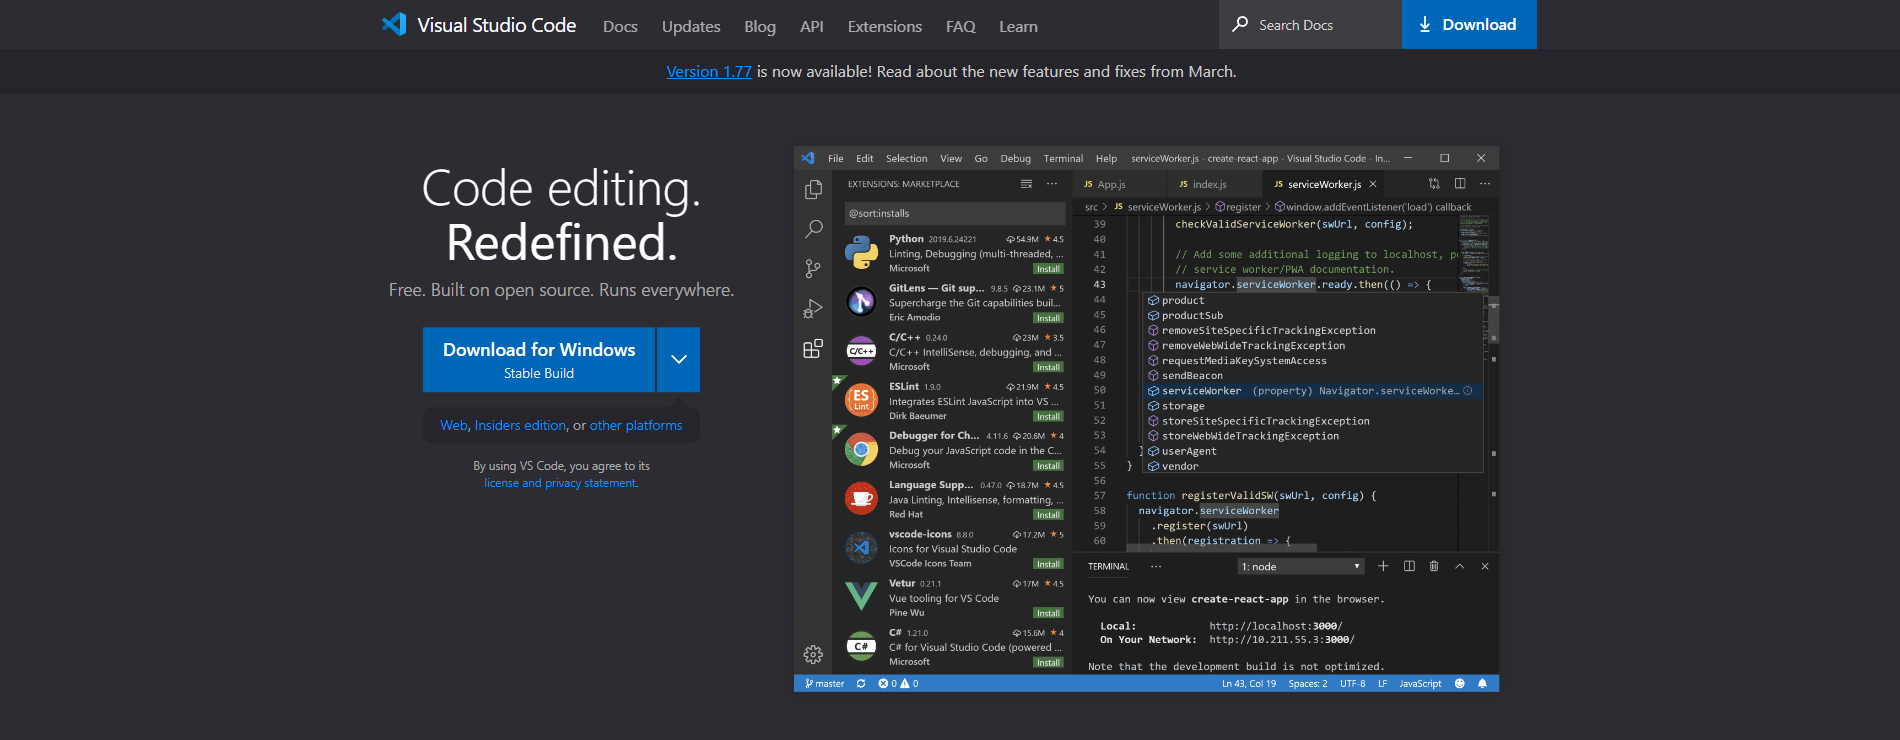 Visual Studio Code Docs Updates Blog API Extensions FAQ Learn Search Docs Download
Version 1.77 is now available! Read about the new features and fixes from March.
Code editing.
Redefined.
Free. Built on open source. Runs everywhere.
Download for Windows
Stable Build
Web, Insiders edition, or other platforms
By using VS Code, you agree to its
license and privacy statement.
File Edit Selection View Go Debug Terminal Help serviceWorker.js - create-react-app - Visual Studio Code - In...
EXTENSIONS: MARKETPLACE
@sort:installs
Python 2019.6.24221 54.9M ★ 4.5
Linting, Debugging (multi-threaded, ...
Microsoft Install
GitLens — Git sup... 9.8.5 23.1M ★ 5
Supercharge the Git capabilities buil...
Eric Amodio Install
C/C++ 0.24.0 23M ★ 3.5
C/C++ C/C++ IntelliSense, debugging, and ...
Microsoft Install
ESLint 1.9.0 21.9M ★ 4.5
ES Lint Integrates ESLint JavaScript into VS ...
Dirk Baeumer Install
Debugger for Ch... 4.11.6 20.6M ★ 4
Debug your JavaScript code in the C...
Microsoft Install
Language Supp... 0.47.0 18.7M ★ 4.5
Java Linting, Intellisense, formatting, ...
Red Hat Install
vscode-icons 8.8.0 17.2M ★ 5
Icons for Visual Studio Code
VSCode Icons Team Install
Vetur 0.21.1 17M ★ 4.5
Vue tooling for VS Code
Pine Wu Install
C# 1.21.0 15.6M ★ 4
C# C# for Visual Studio Code (powered ...
Microsoft Install
JS App.js JS index.js JS serviceWorker.js
src > JS serviceWorker.js > register > window.addEventListener('load') callback
39 checkValidServiceWorker(swUrl, config);
40
41 // Add some additional logging to localhost, p
42 // service worker/PWA documentation.
43 navigator.serviceWorker.ready.then(() => {
44 product
45 productSub
46 removeSiteSpecificTrackingException
47 removeWebWideTrackingException
48 requestMediaKeySystemAccess
49 sendBeacon
50 serviceWorker (property) Navigator.serviceWorke...
51 storage
52 storeSiteSpecificTrackingException
53 storeWebWideTrackingException
54 } userAgent
55 } vendor
56
57 function registerValidSW(swUrl, config) {
58 navigator.serviceWorker
59 .register(swUrl)
60 .then(registration => {
TERMINAL ... 1: node
You can now view create-react-app in the browser.
Local: http://localhost:3000/
On Your Network: http://10.211.55.3:3000/
Note that the development build is not optimized.
master 0 0 Ln 43, Col 19 Spaces: 2 UTF-8 LF JavaScript